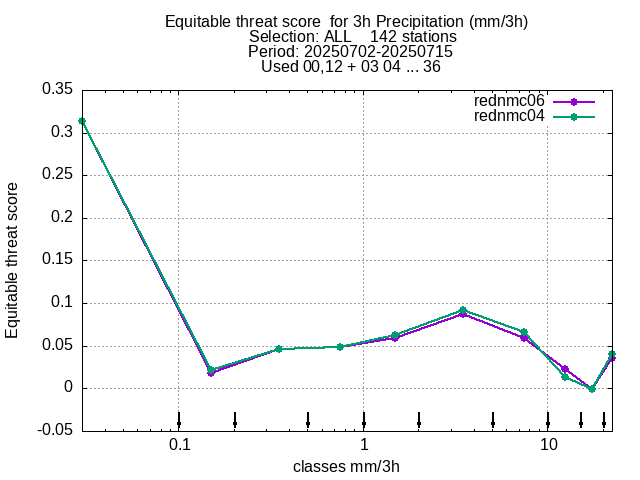 Equitable threat score  for 3h Precipitation (mm/3h)
Selection: ALL    142 stations
Period: 20250702-20250715
Used 00,12 + 03 04 ... 36
rednmc06
rednmc04
0.35
0.3
0.25
0.2
0.15
0.1
0.05
0
-0.05
Equitable threat score
0.1 1 10
classes mm/3h